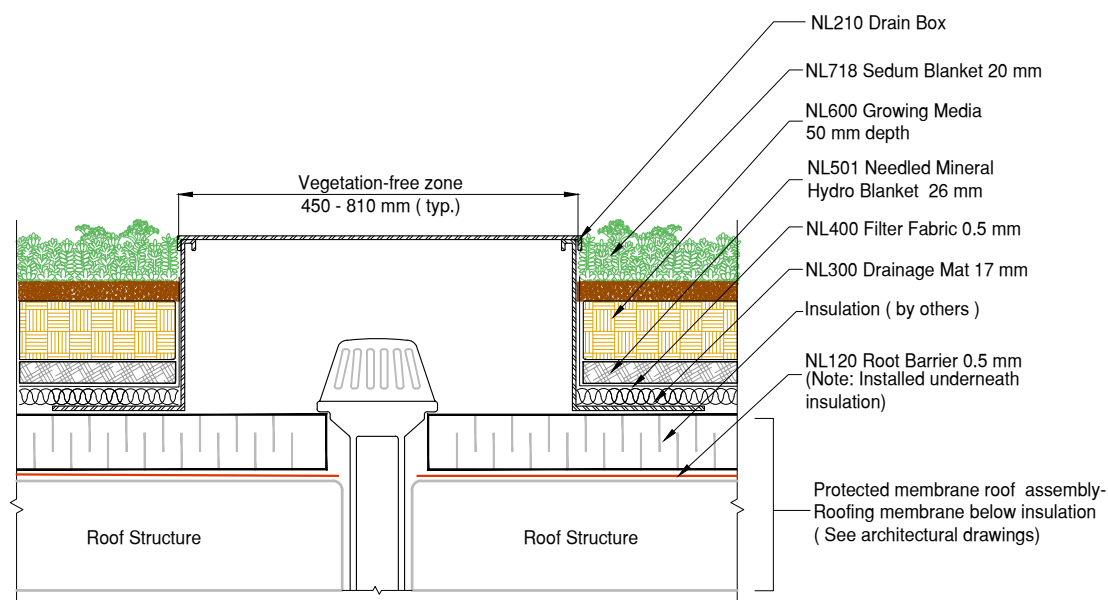 NL210 Drain Box
NL718 Sedum Blanket 20 mm
NL600 Growing Media
50 mm depth
NL501 Needled Mineral
Hydro Blanket  26 mm
NL400 Filter Fabric 0.5 mm
NL300 Drainage Mat 17 mm
Insulation ( by others )
NL120 Root Barrier 0.5 mm
(Note: Installed underneath
insulation)
Vegetation-free zone
450 - 810 mm ( typ.)
Protected membrane roof  assembly-
Roofing membrane below insulation
( See architectural drawings)
Roof Structure
Roof Structure